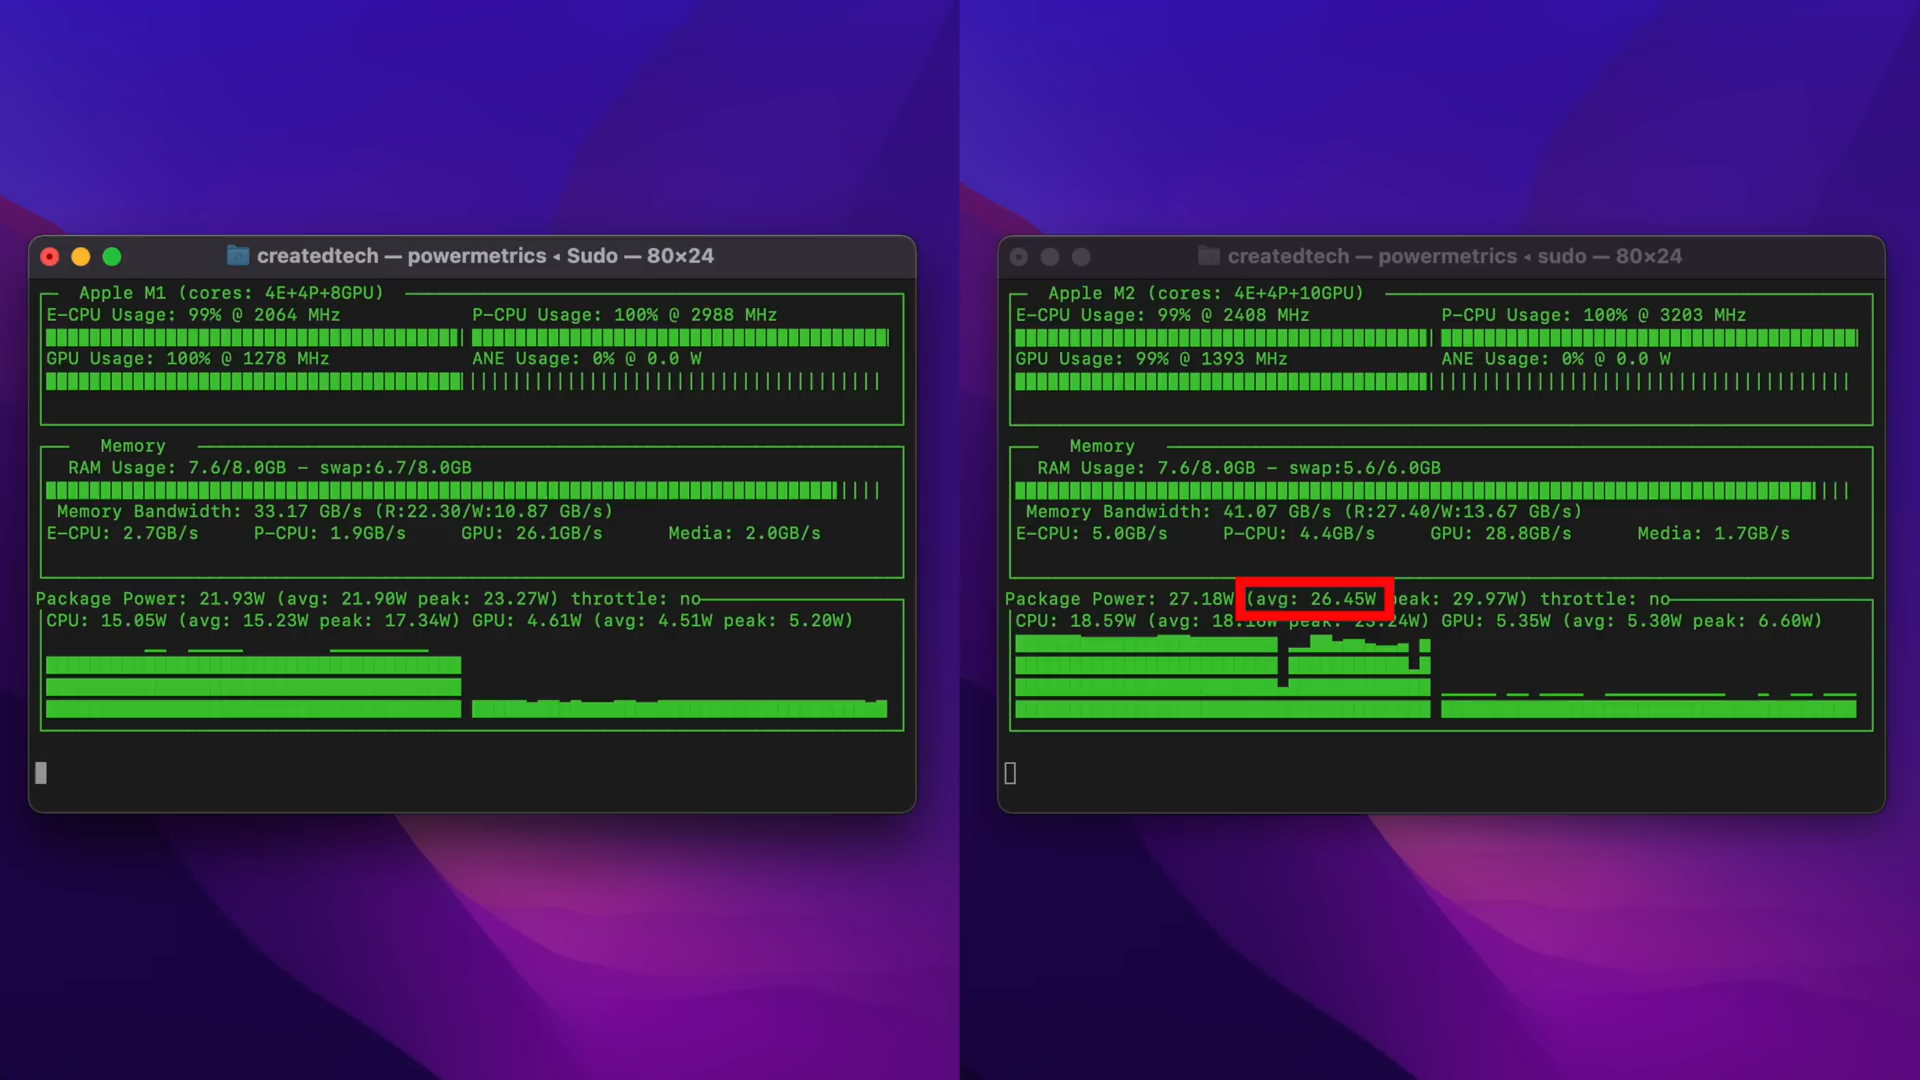 createdtech — powermetrics ◂ Sudo — 80×24
Apple M1 (cores: 4E+4P+8GPU)
E-CPU Usage: 99% @ 2064 MHz P-CPU Usage: 100% @ 2988 MHz
GPU Usage: 100% @ 1278 MHz ANE Usage: 0% @ 0.0 W
Memory
RAM Usage: 7.6/8.0GB - swap:6.7/8.0GB
Memory Bandwidth: 33.17 GB/s (R:22.30/W:10.87 GB/s)
E-CPU: 2.7GB/s P-CPU: 1.9GB/s GPU: 26.1GB/s Media: 2.0GB/s
Package Power: 21.93W (avg: 21.90W peak: 23.27W) throttle: no
CPU: 15.05W (avg: 15.23W peak: 17.34W) GPU: 4.61W (avg: 4.51W peak: 5.20W)
createdtech — powermetrics ◂ sudo — 80×24
Apple M2 (cores: 4E+4P+10GPU)
E-CPU Usage: 99% @ 2408 MHz P-CPU Usage: 100% @ 3203 MHz
GPU Usage: 99% @ 1393 MHz ANE Usage: 0% @ 0.0 W
Memory
RAM Usage: 7.6/8.0GB - swap:5.6/6.0GB
Memory Bandwidth: 41.07 GB/s (R:27.40/W:13.67 GB/s)
E-CPU: 5.0GB/s P-CPU: 4.4GB/s GPU: 28.8GB/s Media: 1.7GB/s
Package Power: 27.18W (avg: 26.45W peak: 29.97W) throttle: no
CPU: 18.59W (avg: peak: 23.24W) GPU: 5.35W (avg: 5.30W peak: 6.60W)